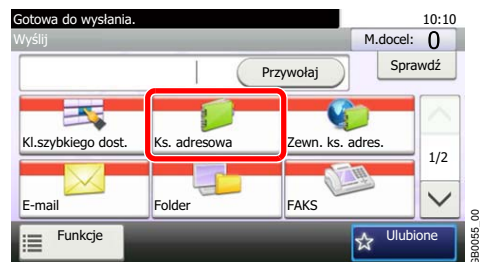 Gotowa do wysłania. 10:10
Wyślij M.docel: 0
Przywołaj Sprawdź
Kl.szybkiego dost. Ks. adresowa Zewn. ks. adres.
1/2
E-mail Folder FAKS
Funkcje Ulubione
GB0055_00